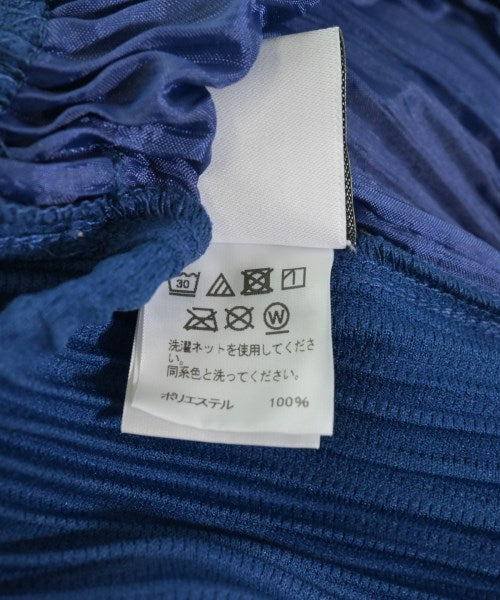 30
W
洗濯ネットを使用してくださ
い。
同系色と洗ってください。
ポリエステル 100%